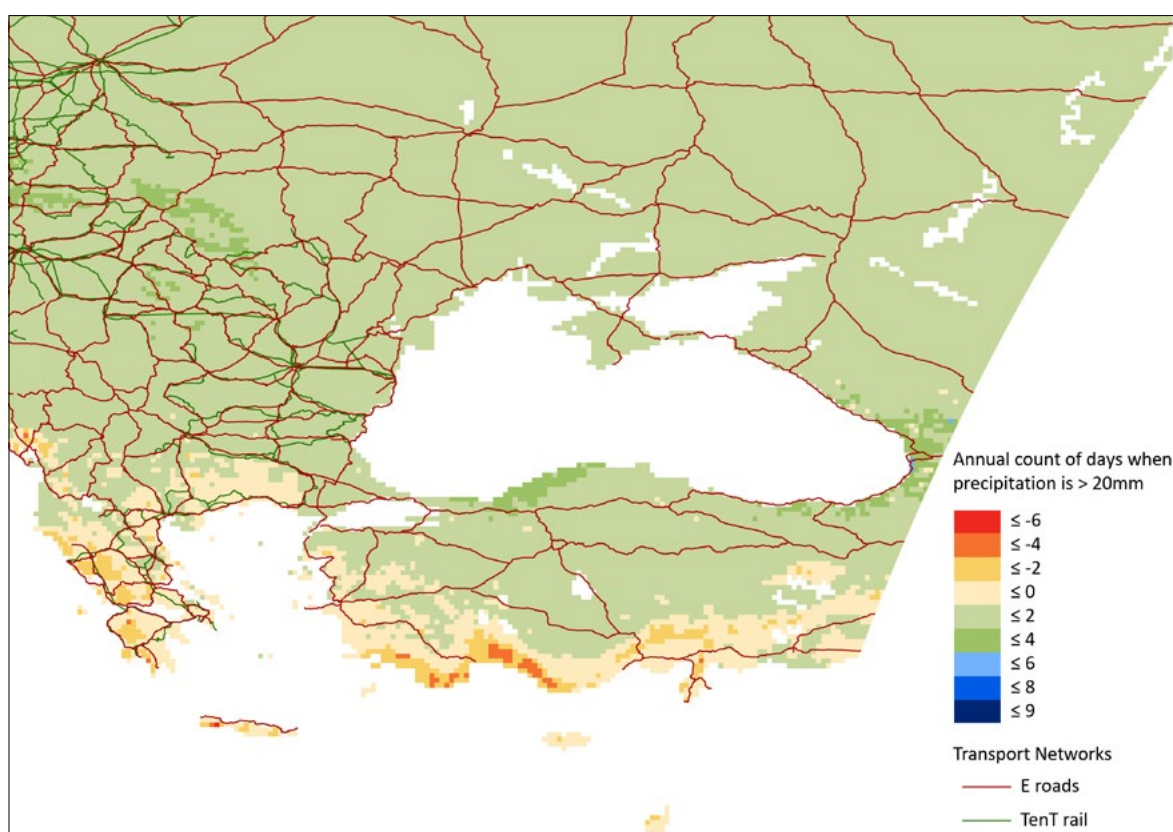 Annual count of days when
precipitation is > 20mm
≤ -6
≤ -4
≤ -2
≤ 0
≤ 2
≤ 4
≤ 6
≤ 8
≤ 9
Transport Networks
E roads
TenT rail